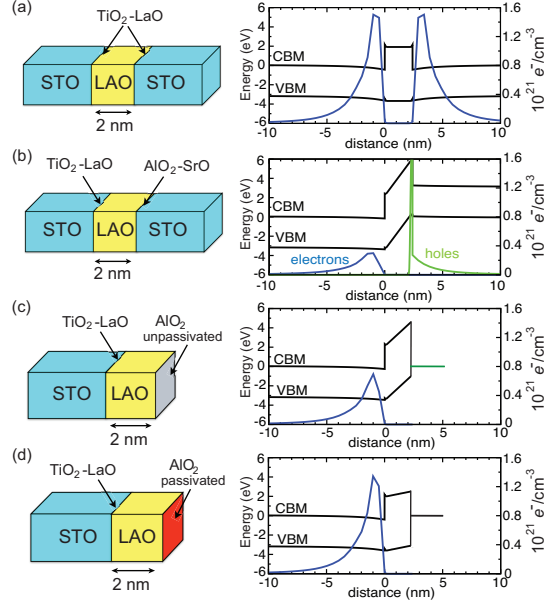 (a)
TiO2-LaO
STO LAO STO
2 nm
Energy (eV)
6
4
2
0
-2
-4
-6
CBM
VBM
-10 -5 0 5 10
distance (nm)
1.6
1.2
0.8
0.4
0
10^21 e-/cm-3
(b)
TiO2-LaO AlO2-SrO
STO LAO STO
2 nm
Energy (eV)
6
4
2
0
-2
-4
-6
CBM
VBM
electrons holes
-10 -5 0 5 10
distance (nm)
1.6
1.2
0.8
0.4
0
10^21 e-/cm-3
(c)
TiO2-LaO
AlO2
unpassivated
STO LAO
2 nm
Energy (eV)
6
4
2
0
-2
-4
-6
CBM
VBM
-10 -5 0 5 10
distance (nm)
1.6
1.2
0.8
0.4
0
10^21 e-/cm-3
(d)
TiO2-LaO
AlO2
passivated
STO LAO
2 nm
Energy (eV)
6
4
2
0
-2
-4
-6
CBM
VBM
-10 -5 0 5 10
distance (nm)
1.6
1.2
0.8
0.4
0
10^21 e-/cm-3